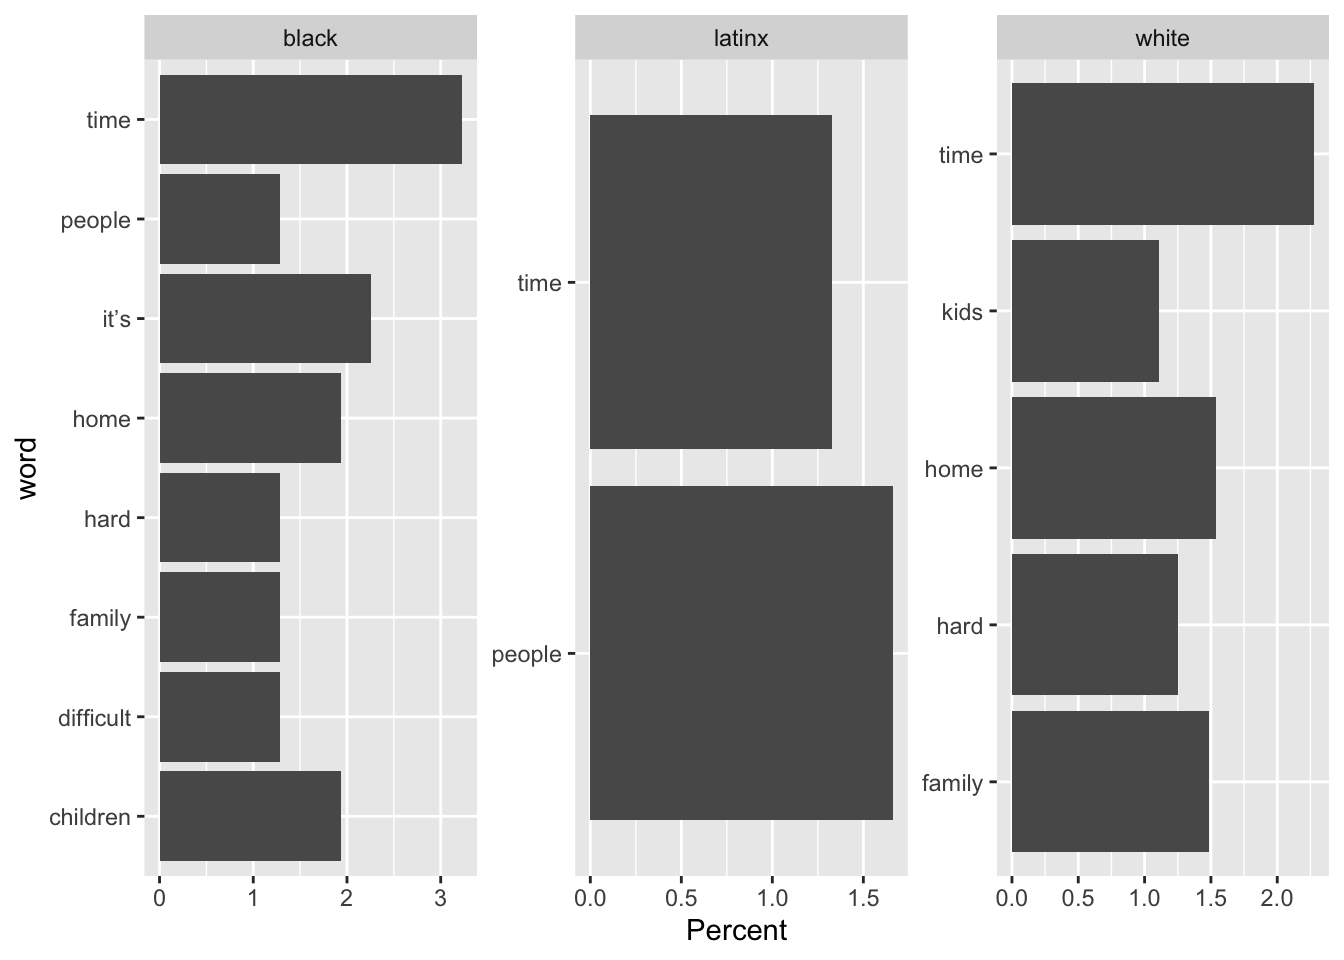 black
latinx
white
word
time
people
it’s
home
hard
family
difficult
children
0 1 2 3
time
people
0.0 0.5 1.0 1.5
time
kids
home
hard
family
0.0 0.5 1.0 1.5 2.0
Percent